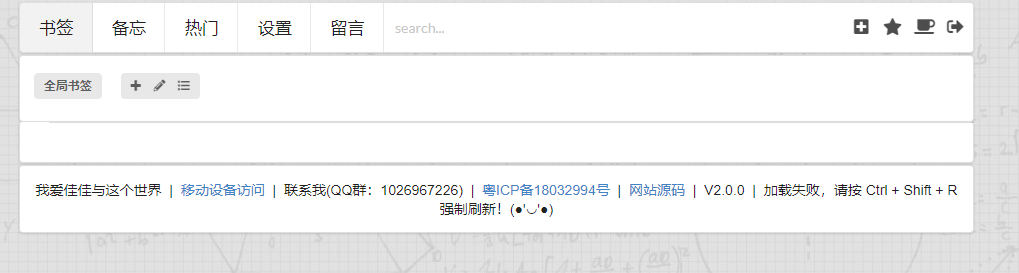 书签 备忘 热门 设置 留言 search...
全局书签
我爱佳佳与这个世界 | 移动设备访问 | 联系我(QQ群：1026967226) | 粤ICP备18032994号 | 网站源码 | V2.0.0 | 加载失败，请按 Ctrl + Shift + R
强制刷新！(●'◡'●)